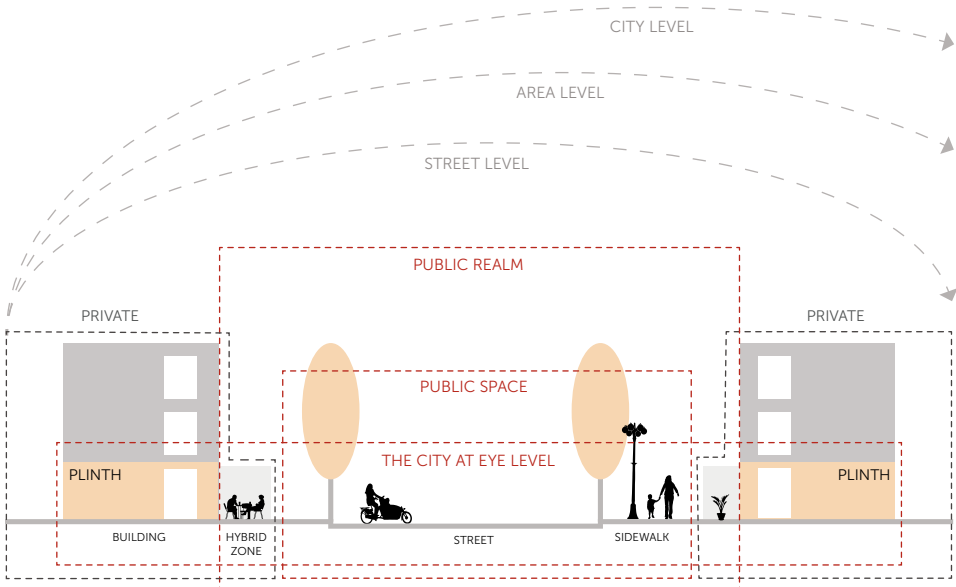 CITY LEVEL
AREA LEVEL
STREET LEVEL
PUBLIC REALM
PRIVATE
PRIVATE
PUBLIC SPACE
THE CITY AT EYE LEVEL
PLINTH
PLINTH
BUILDING
HYBRID
ZONE
STREET
SIDEWALK